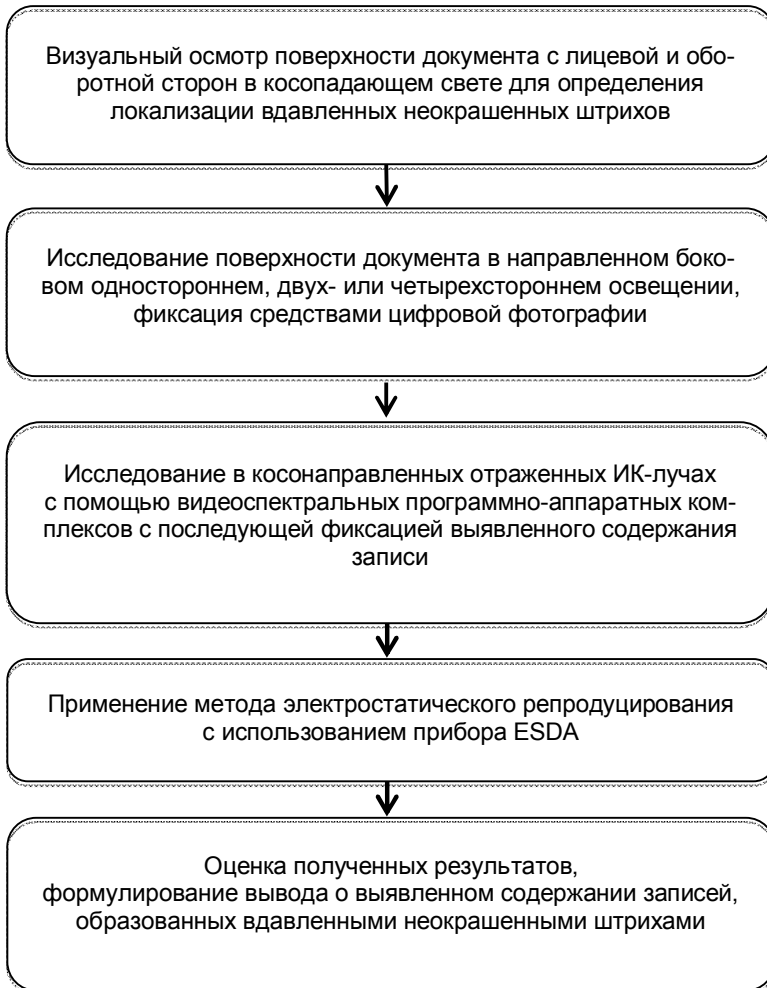 Визуальный осмотр поверхности документа с лицевой и обо-
ротной сторон в косопадающем свете для определения
локализации вдавленных неокрашенных штрихов
Исследование поверхности документа в направленном боко-
вом одностороннем, двух- или четырехстороннем освещении,
фиксация средствами цифровой фотографии
Исследование в косонаправленных отраженных ИК-лучах
с помощью видеоспектральных программно-аппаратных ком-
плексов с последующей фиксацией выявленного содержания
записи
Применение метода электростатического репродуцирования
с использованием прибора ESDA
Оценка полученных результатов,
формулирование вывода о выявленном содержании записей,
образованных вдавленными неокрашенными штрихами